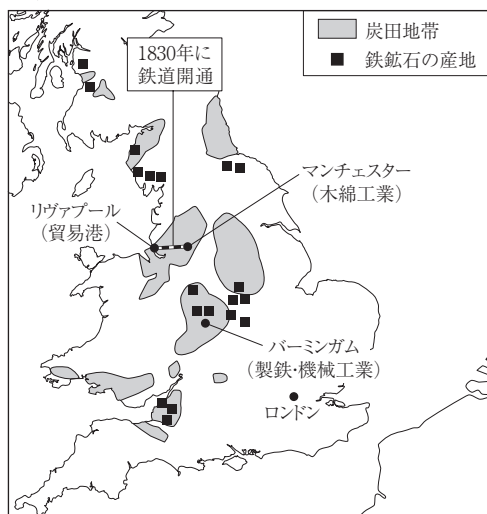 炭田地帯
鉄鉱石の産地
1830年に
鉄道開通
マンチェスター
(木綿工業)
リヴァプール
(貿易港)
バーミンガム
(製鉄・機械工業)
ロンドン